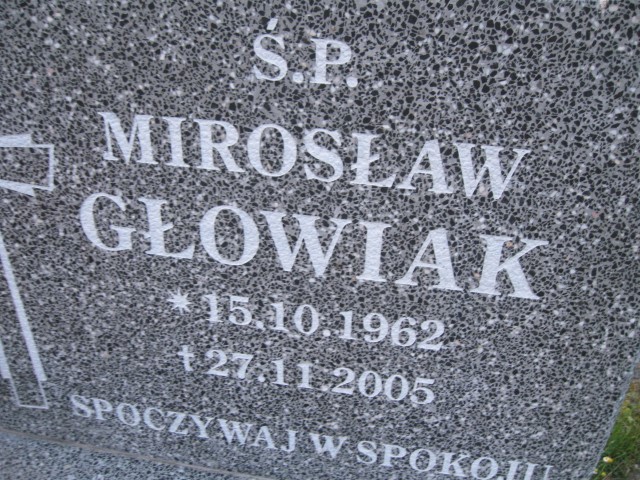 Ś.P.
MIROSŁAW
GŁOWIAK
* 15.10.1962
† 27.11.2005
SPOCZYWAJ W SPOKOJU